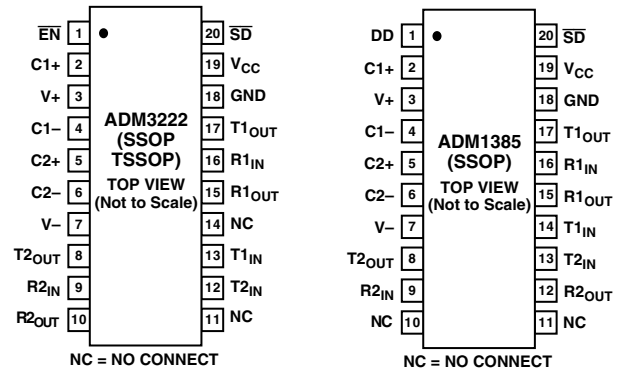 EN 1 20 SD
C1+ 2 19 VCC
V+ 3 18 GND
C1– 4 17 T1OUT
C2+ 5 16 R1IN
C2– 6 15 R1OUT
V– 7 14 NC
T2OUT 8 13 T1IN
R2IN 9 12 T2IN
R2OUT 10 11 NC
ADM3222
(SSOP
TSSOP)
TOP VIEW
(Not to Scale)
NC = NO CONNECT
DD 1 20 SD
C1+ 2 19 VCC
V+ 3 18 GND
C1– 4 17 T1OUT
C2+ 5 16 R1IN
C2– 6 15 R1OUT
V– 7 14 T1IN
T2OUT 8 13 T2IN
R2IN 9 12 R2OUT
NC 10 11 NC
ADM1385
(SSOP)
TOP VIEW
(Not to Scale)
NC = NO CONNECT